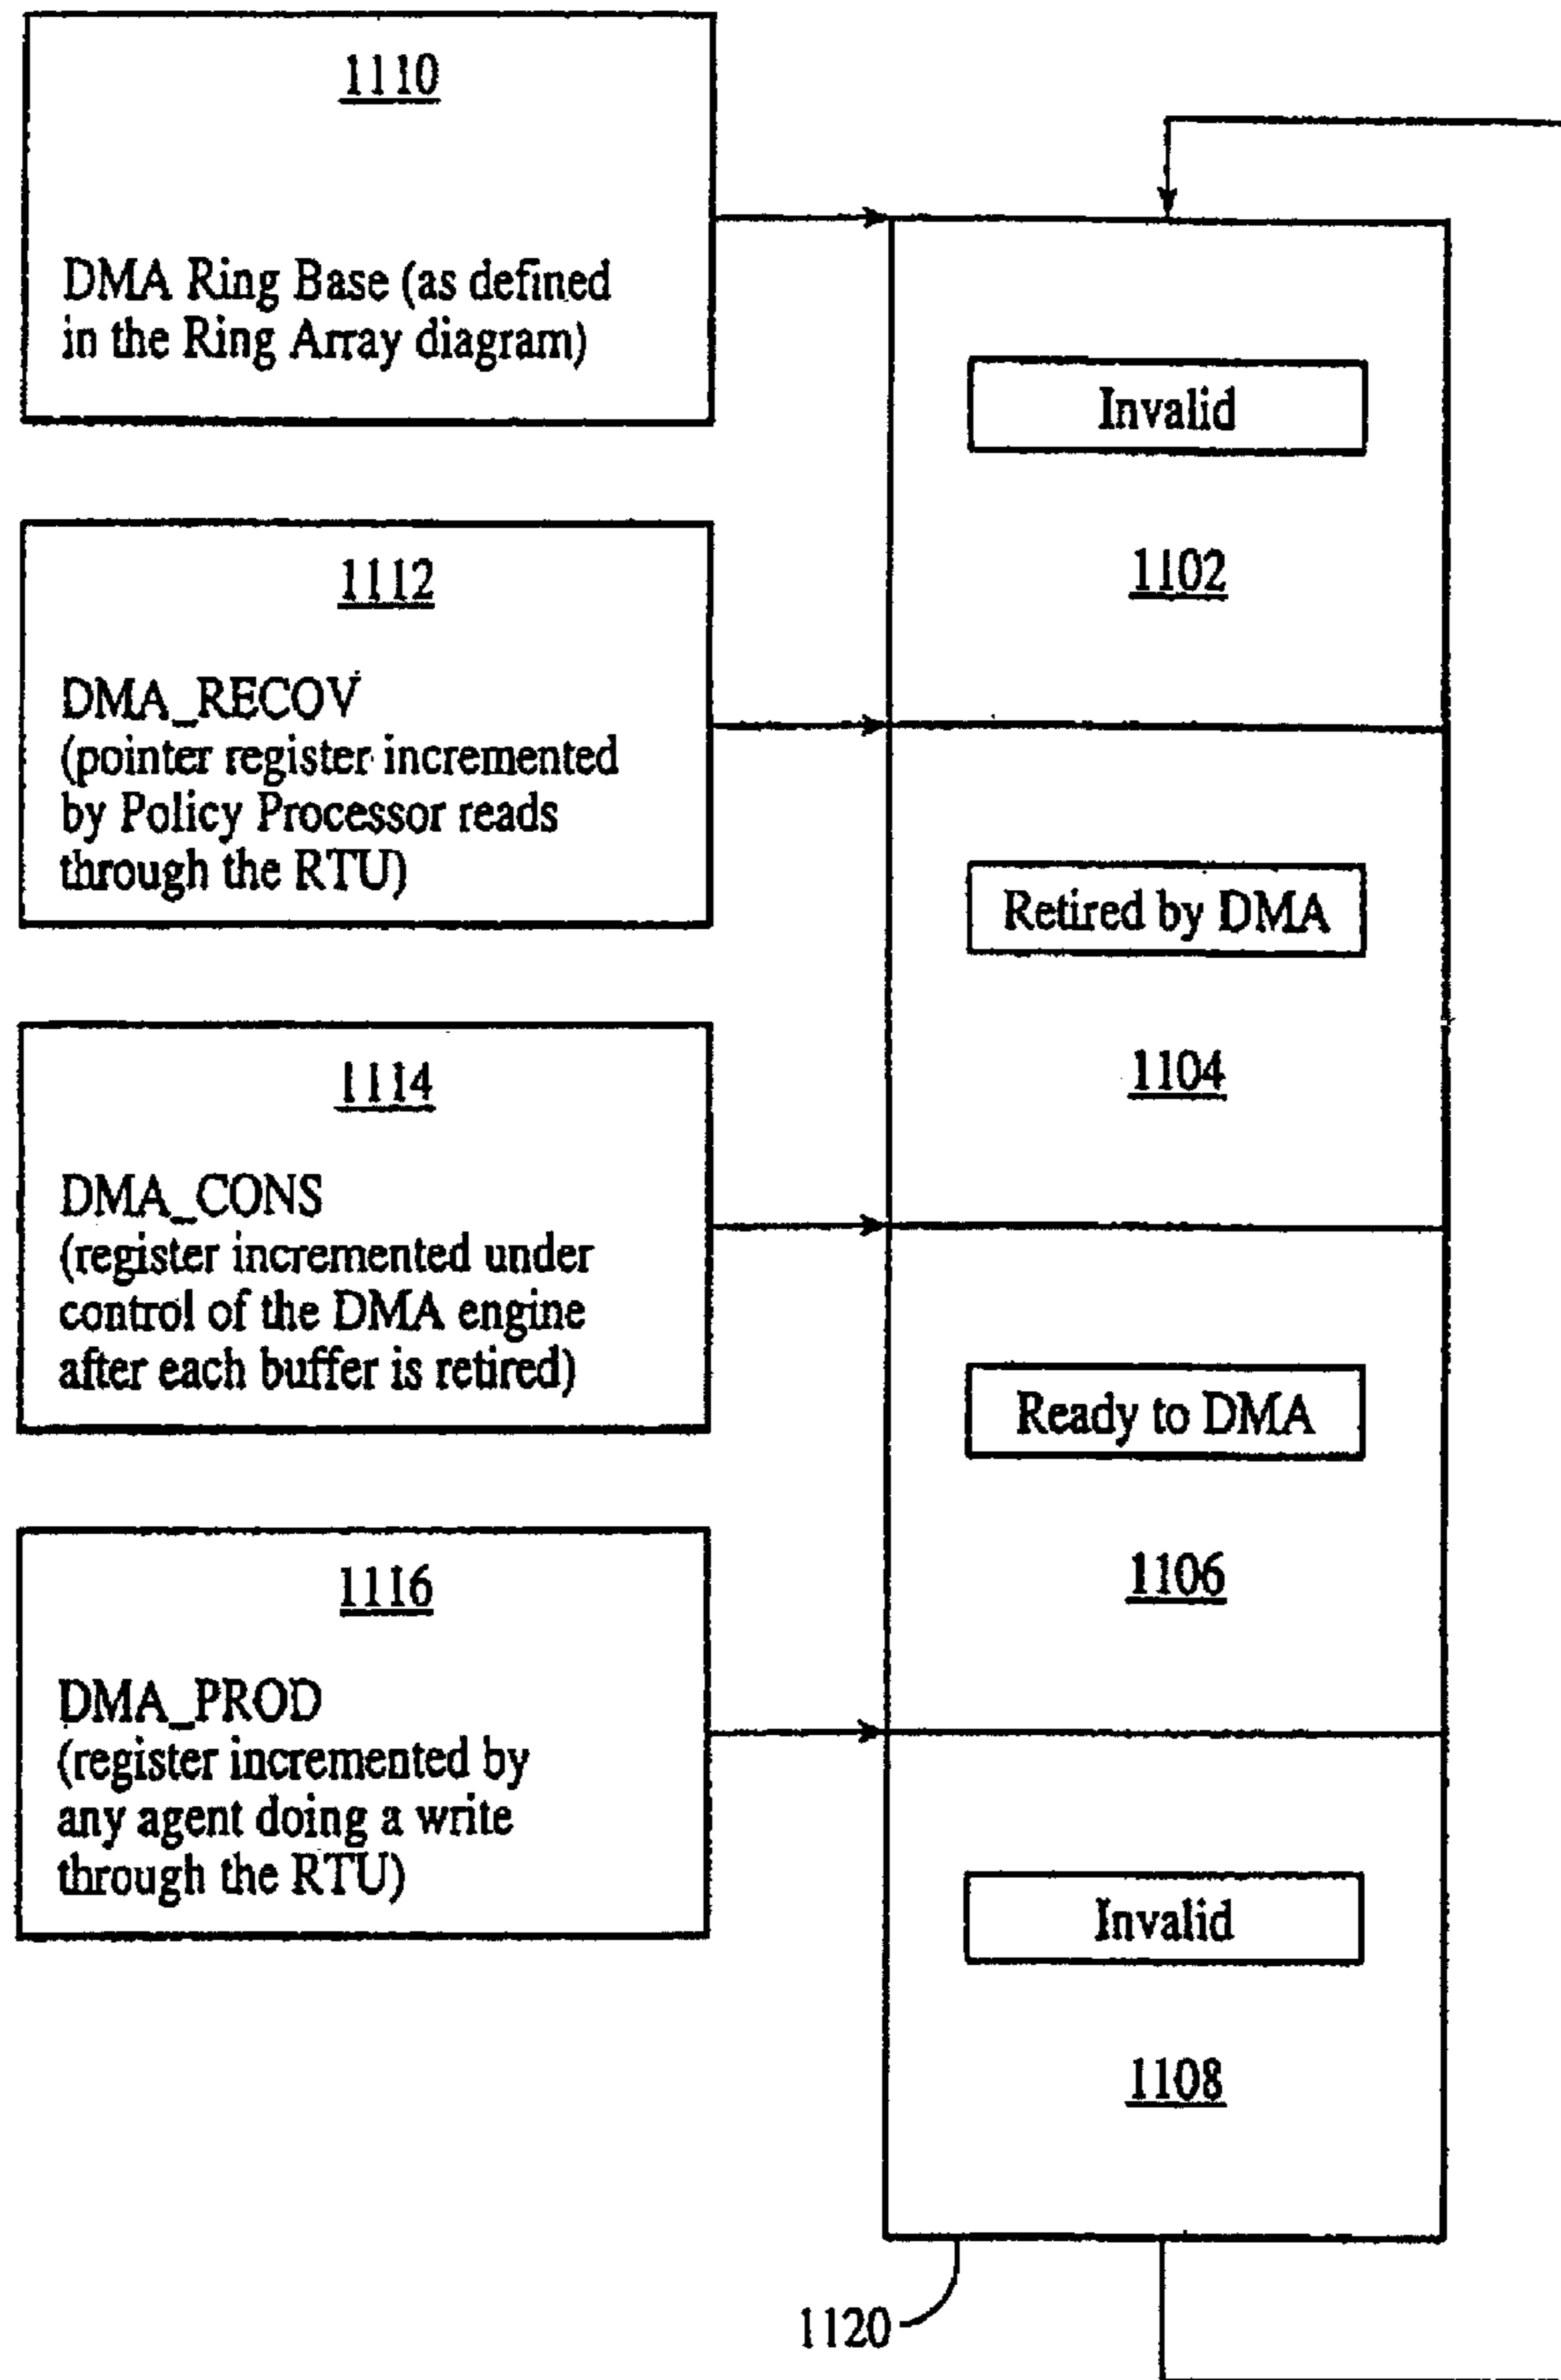 1110
DMA Ring Base (as defined
in the Ring Array diagram)
1112
DMA_RECOV
(pointer register incremented
by Policy Processor reads
through the RTU)
1114
DMA_CONS
(register incremented under
control of the DMA engine
after each buffer is retired)
1116
DMA_PROD
(register incremented by
any agent doing a write
through the RTU)
Invalid
1102
Retired by DMA
1104
Ready to DMA
1106
Invalid
1108
1120